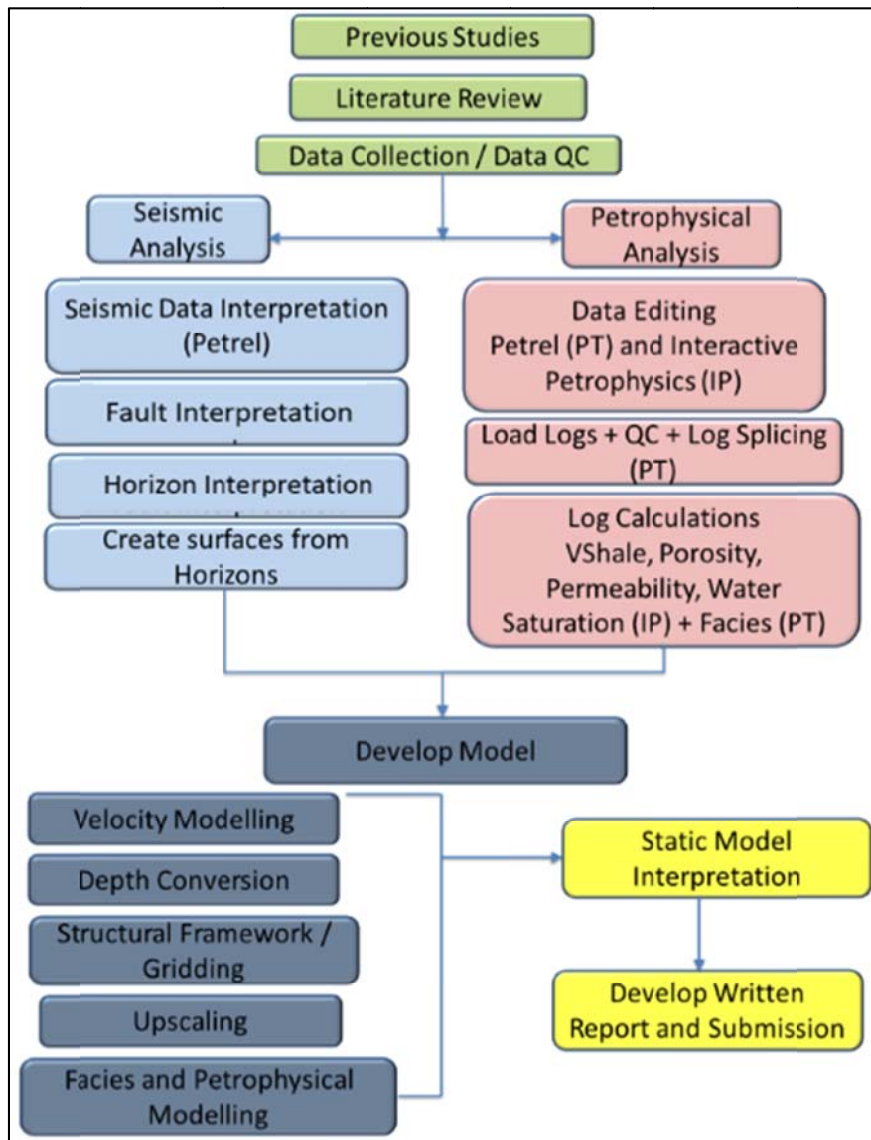 Previous Studies
Literature Review
Data Collection / Data QC
Seismic
Analysis
Seismic Data Interpretation
(Petrel)
Fault Interpretation
Horizon Interpretation
Create surfaces from
Horizons
Petrophysical
Analysis
Data Editing
Petrel (PT) and Interactive
Petrophysics (IP)
Load Logs + QC + Log Splicing
(PT)
Log Calculations
VShale, Porosity,
Permeability, Water
Saturation (IP) + Facies (PT)
Develop Model
Velocity Modelling
Depth Conversion
Structural Framework /
Gridding
Upscaling
Facies and Petrophysical
Modelling
Static Model
Interpretation
Develop Written
Report and Submission